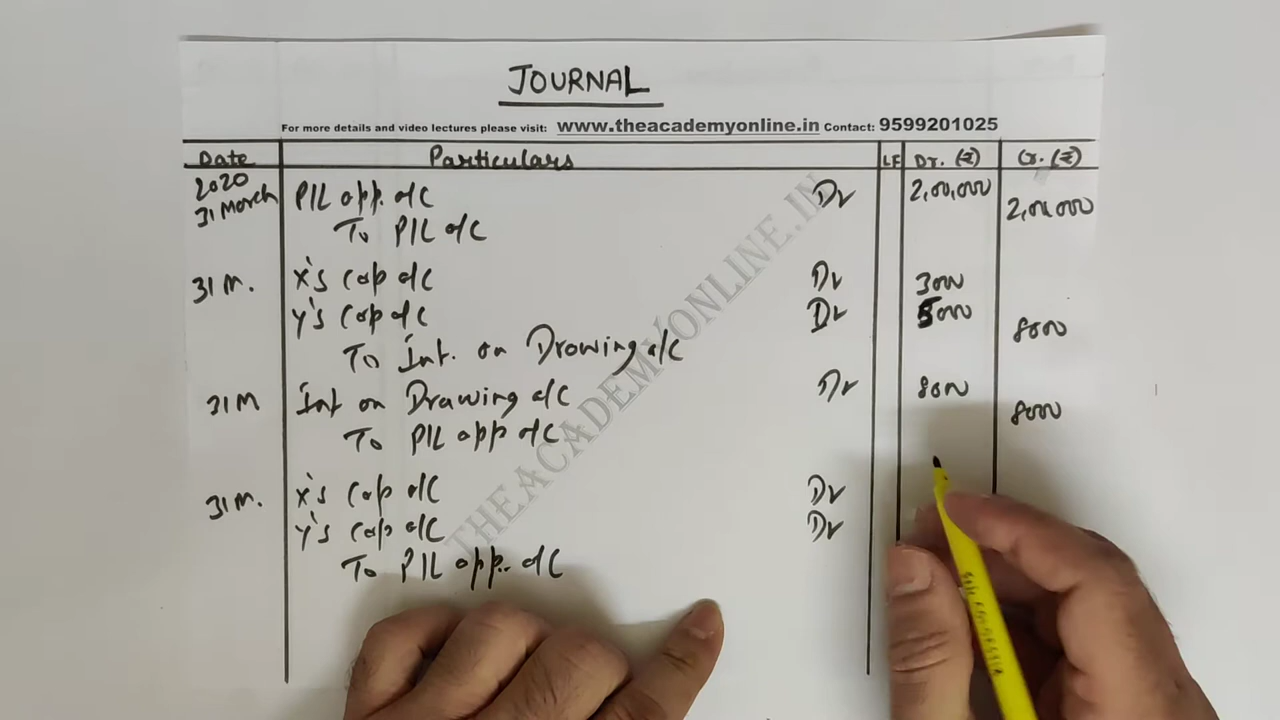 JOURNAL
For more details and video lectures please visit: www.theacademyonline.in Contact: 9599201025
Date Particulars LF Dr. (₹) Cr. (₹)
2020
31 March P/L app. a/c Dr 2,00,000
To P/L a/c 2,00,000
31 M. X's Cap a/c Dr 3000
Y's Cap a/c Dr 5000
To Int. on Drawing a/c 8000
31 M Int on Drawing a/c Dr 8000
To P/L app a/c 8000
31 M. X's Cap a/c Dr
Y's Cap a/c Dr
To P/L app.. a/c
THEACADEMYONLINE.IN